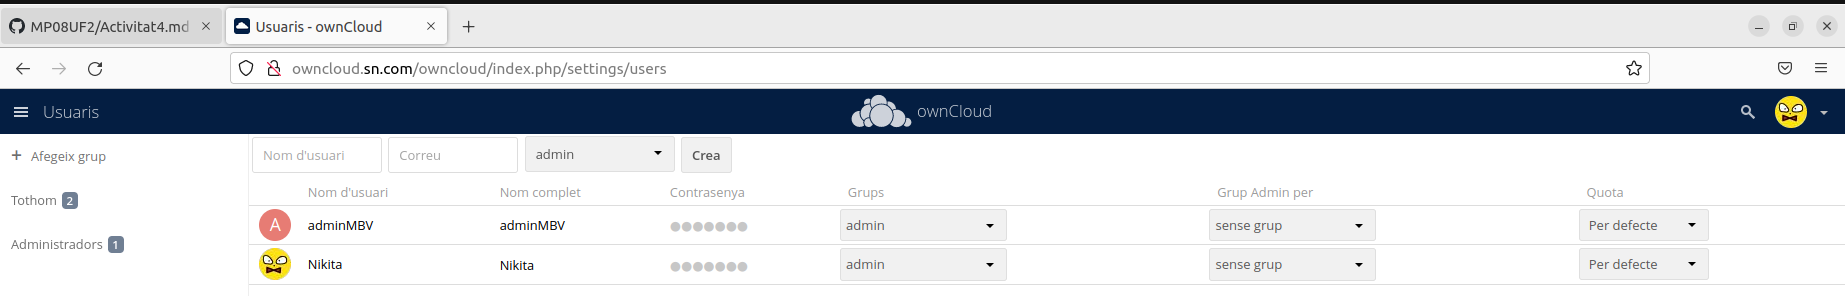 MP08UF2/Activitat4.md
Usuaris - ownCloud
owncloud.sn.com/owncloud/index.php/settings/users
Usuaris
ownCloud
Afegeix grup
Nom d'usuari Correu admin Crea
Nom d'usuari Nom complet Contrasenya Grups Grup Admin per Quota
Tothom 2
A adminMBV adminMBV admin sense grup Per defecte
Administradors 1
Nikita Nikita admin sense grup Per defecte